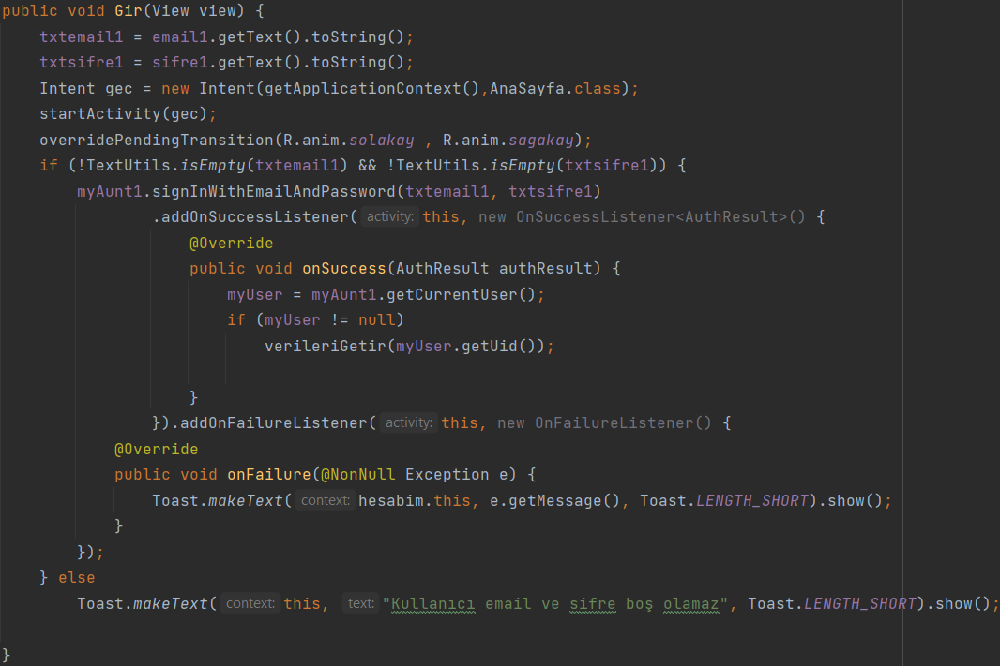 public void Gir(View view) {
txtemail1 = email1.getText().toString();
txtsifre1 = sifre1.getText().toString();
Intent gec = new Intent(getApplicationContext(),AnaSayfa.class);
startActivity(gec);
overridePendingTransition(R.anim.solakay , R.anim.sagakay);
if (!TextUtils.isEmpty(txtemail1) && !TextUtils.isEmpty(txtsifre1)) {
myAunt1.signInWithEmailAndPassword(txtemail1, txtsifre1)
.addOnSuccessListener( activity: this, new OnSuccessListener<AuthResult>() {
@Override
public void onSuccess(AuthResult authResult) {
myUser = myAunt1.getCurrentUser();
if (myUser != null)
verileriGetir(myUser.getUid());
}
}).addOnFailureListener( activity: this, new OnFailureListener() {
@Override
public void onFailure(@NonNull Exception e) {
Toast.makeText( context: hesabim.this, e.getMessage(), Toast.LENGTH_SHORT).show();
}
});
} else
Toast.makeText( context: this, text: "Kullanıcı email ve sifre boş olamaz", Toast.LENGTH_SHORT).show();
}